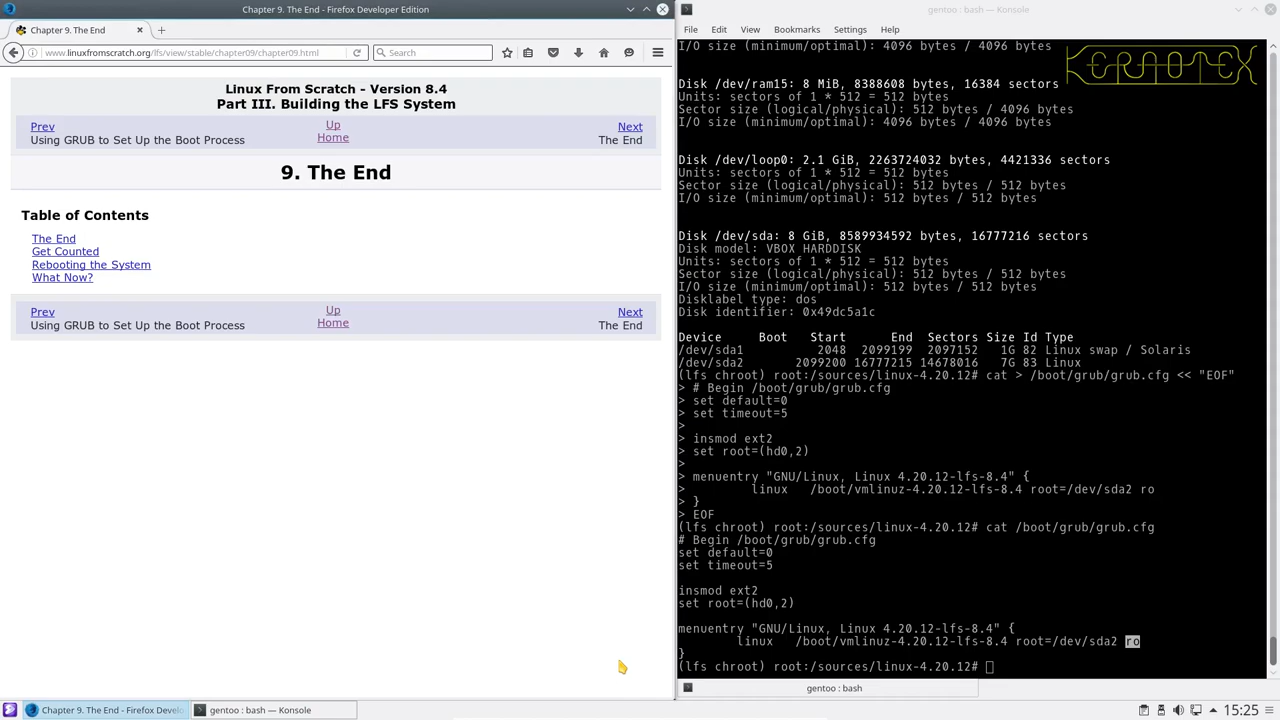 Chapter 9. The End - Firefox Developer Edition
Chapter 9. The End
www.linuxfromscratch.org/lfs/view/stable/chapter09/chapter09.html
Search
Linux From Scratch - Version 8.4
Part III. Building the LFS System
Prev
Up
Next
Using GRUB to Set Up the Boot Process
Home
The End
9. The End
Table of Contents
The End
Get Counted
Rebooting the System
What Now?
Prev
Up
Next
Using GRUB to Set Up the Boot Process
Home
The End
gentoo : bash — Konsole
File Edit View Bookmarks Settings Help
KERAOTEX
I/O size (minimum/optimal): 4096 bytes / 4096 bytes
Disk /dev/ram15: 8 MiB, 8388608 bytes, 16384 sectors
Units: sectors of 1 * 512 = 512 bytes
Sector size (logical/physical): 512 bytes / 4096 bytes
I/O size (minimum/optimal): 4096 bytes / 4096 bytes
Disk /dev/loop0: 2.1 GiB, 2263724032 bytes, 4421336 sectors
Units: sectors of 1 * 512 = 512 bytes
Sector size (logical/physical): 512 bytes / 512 bytes
I/O size (minimum/optimal): 512 bytes / 512 bytes
Disk /dev/sda: 8 GiB, 8589934592 bytes, 16777216 sectors
Disk model: VBOX HARDDISK
Units: sectors of 1 * 512 = 512 bytes
Sector size (logical/physical): 512 bytes / 512 bytes
I/O size (minimum/optimal): 512 bytes / 512 bytes
Disklabel type: dos
Disk identifier: 0x49dc5a1c
Device     Boot   Start      End  Sectors Size Id Type
/dev/sda1          2048  2099199  2097152   1G 82 Linux swap / Solaris
/dev/sda2       2099200 16777215 14678016   7G 83 Linux
(lfs chroot) root:/sources/linux-4.20.12# cat > /boot/grub/grub.cfg << "EOF"
> # Begin /boot/grub/grub.cfg
> set default=0
> set timeout=5
>
> insmod ext2
> set root=(hd0,2)
>
> menuentry "GNU/Linux, Linux 4.20.12-lfs-8.4" {
>        linux   /boot/vmlinuz-4.20.12-lfs-8.4 root=/dev/sda2 ro
> }
> EOF
(lfs chroot) root:/sources/linux-4.20.12# cat /boot/grub/grub.cfg
# Begin /boot/grub/grub.cfg
set default=0
set timeout=5
insmod ext2
set root=(hd0,2)
menuentry "GNU/Linux, Linux 4.20.12-lfs-8.4" {
linux   /boot/vmlinuz-4.20.12-lfs-8.4 root=/dev/sda2 ro
}
(lfs chroot) root:/sources/linux-4.20.12#
gentoo : bash
Chapter 9. The End - Firefox Develo
gentoo : bash — Konsole
15:25